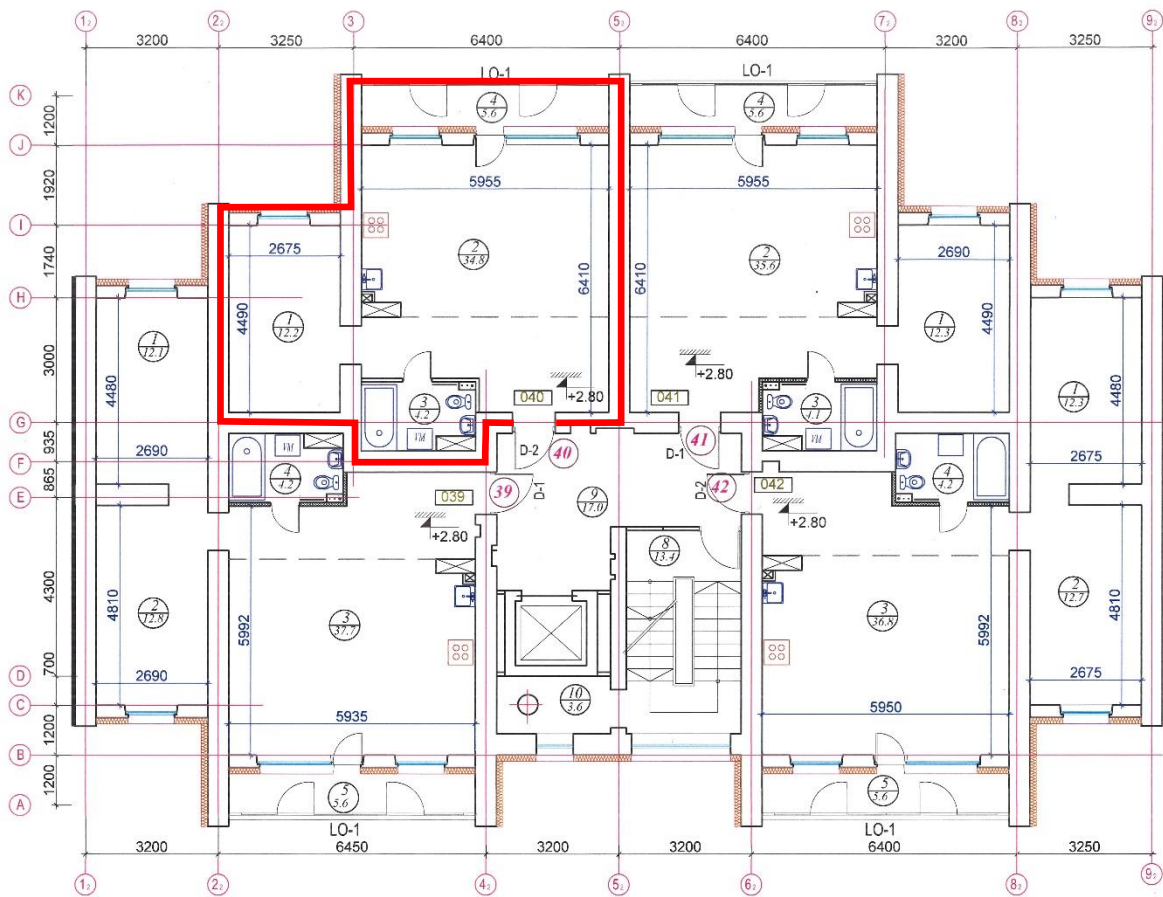 1₂ 2₂ 3 5₂ 7₂ 8₂ 9₂
3200 3250 6400 6400 3200 3250
LO-1 LO-1
K
4 5.6 4 5.6
1200
J
1920
5955 5955
I
2675 2 34.8 2 35.6 2690
1740
6410 6410
H
4490 4490
1 12.1 1 12.2 1 12.3
3000
+2.80
4480 +2.80 1 12.3 4480
040 041
3 4.2 3 4.1
G
VM VM
935
2690 D-2 40 D-1 41 2675
F
4 4.2 4 4.2
865
039 39 D-1 D-2 42 042
E
9 17.0
+2.80 +2.80
8 13.4
4300
4810 2 12.8 3 37.7 5992 3 36.8 5992 2 12.7 4810
D
2690 2675
700
10 3.6
C
5935 5950
1200
B
1200
5 5.6 5 5.6
A
LO-1 LO-1
3200 6450 3200 3200 6400 3250
1₂ 2₂ 4₂ 5₂ 6₂ 8₂ 9₂